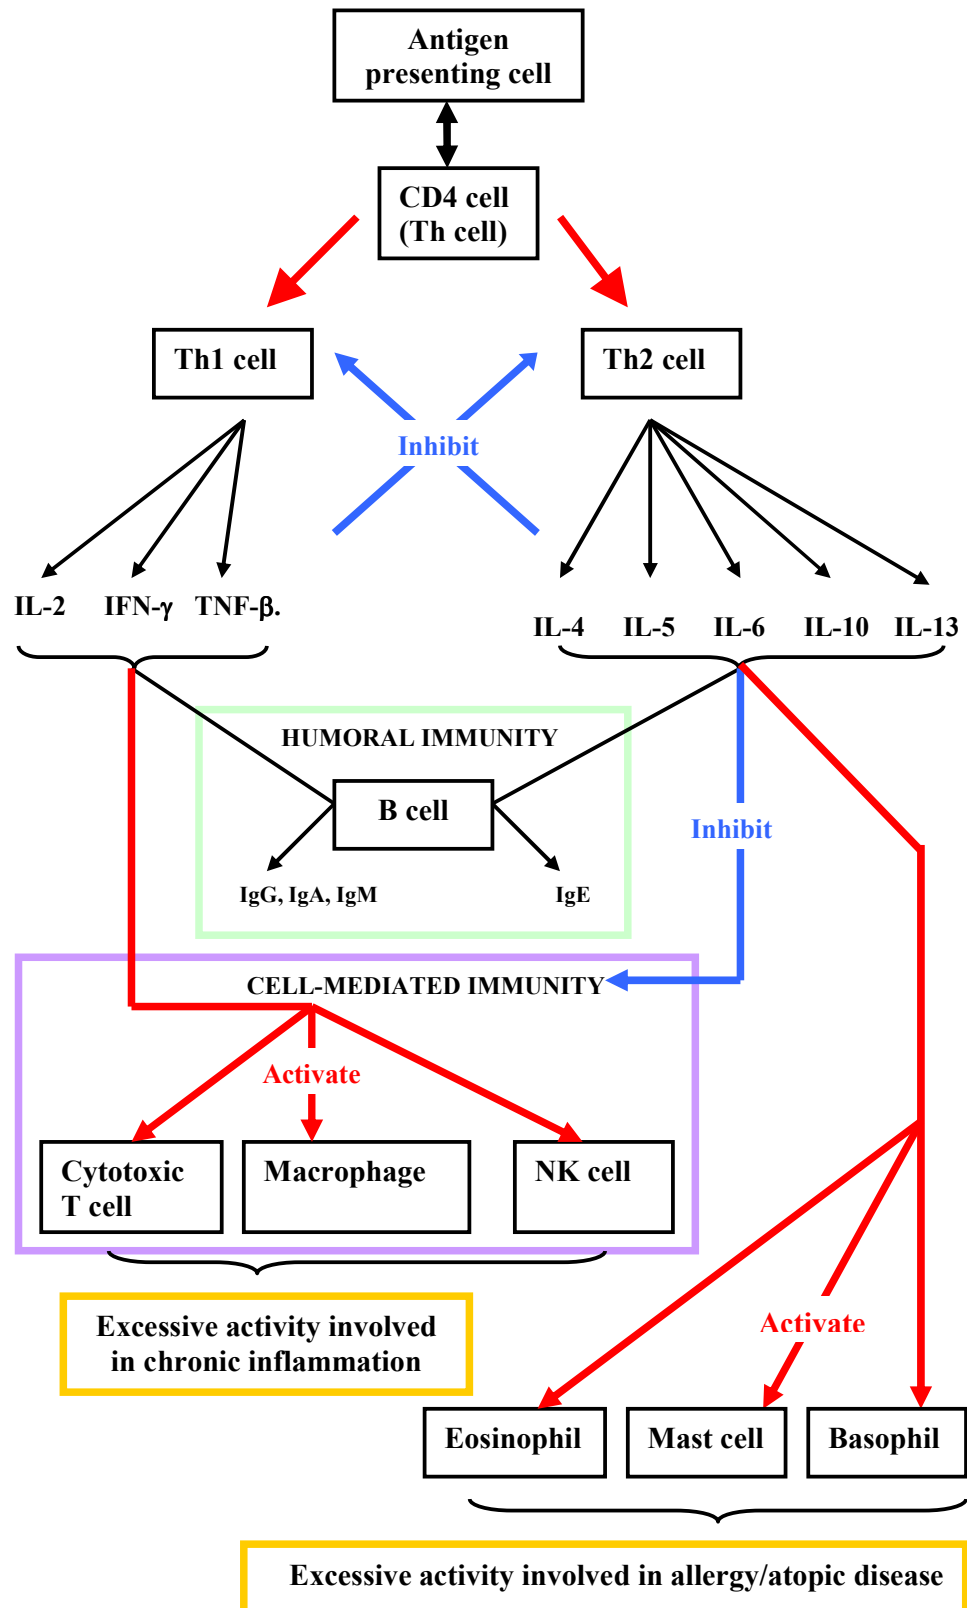 Antigen
presenting cell
CD4 cell
(Th cell)
Th1 cell
Th2 cell
Inhibit
IL-2 IFN-γ TNF-β.
IL-4 IL-5 IL-6 IL-10 IL-13
HUMORAL IMMUNITY
B cell
Inhibit
IgG, IgA, IgM
IgE
CELL-MEDIATED IMMUNITY
Activate
Cytotoxic
T cell
Macrophage
NK cell
Excessive activity involved
in chronic inflammation
Activate
Eosinophil
Mast cell
Basophil
Excessive activity involved in allergy/atopic disease